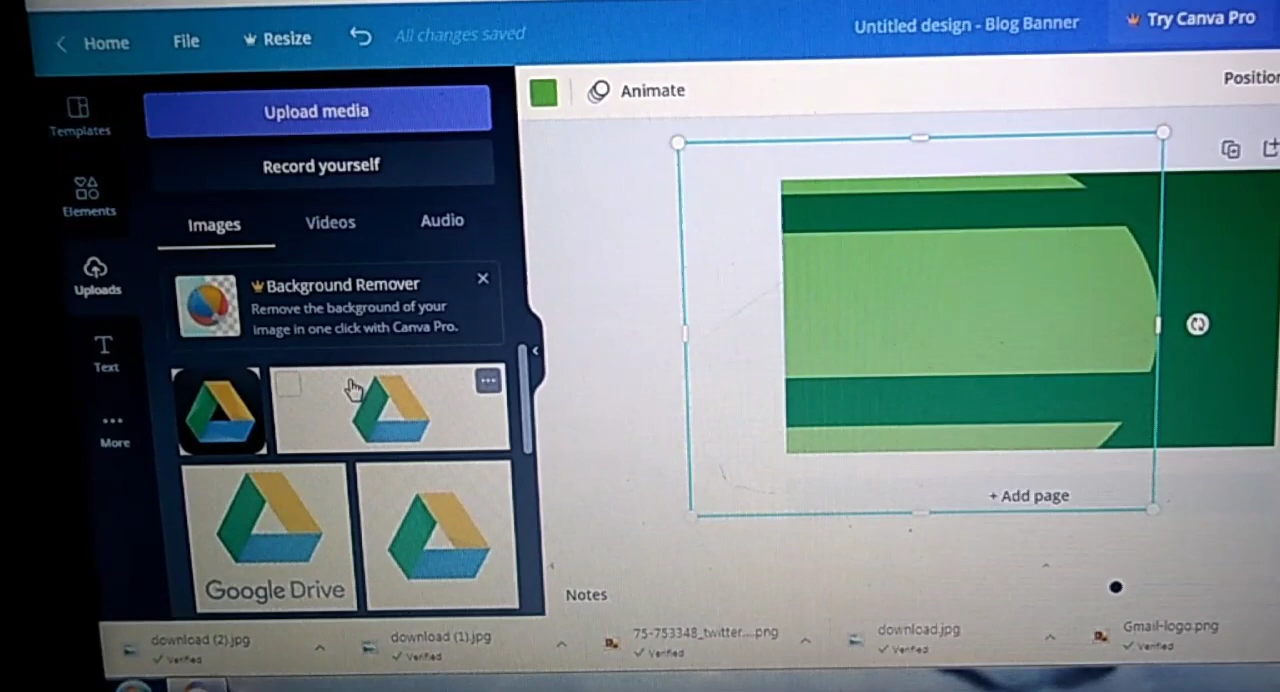 Home File Resize All changes saved Untitled design - Blog Banner Try Canva Pro
Templates
Elements
Uploads
Text
More
Upload media
Record yourself
Images Videos Audio
Background Remover
Remove the background of your
image in one click with Canva Pro.
Google Drive
Animate
Position
+ Add page
Notes
download (2).jpg
Verified
download (1).jpg
Verified
75-753348_twitter....png
Verified
download.jpg
Verified
Gmail-logo.png
Verified